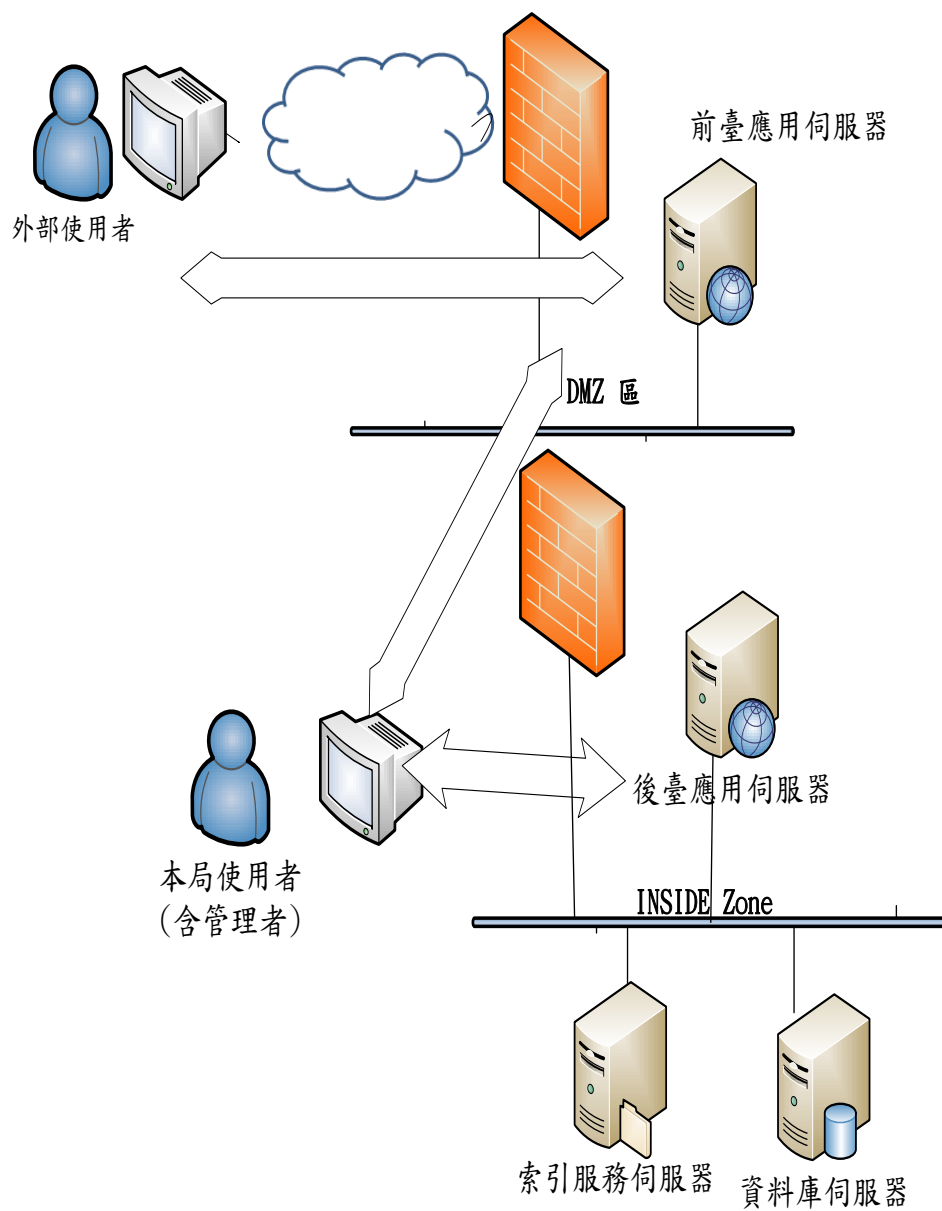 前臺應用伺服器
外部使用者
DMZ 區
後臺應用伺服器
本局使用者
(含管理者)
INSIDE Zone
索引服務伺服器
資料庫伺服器